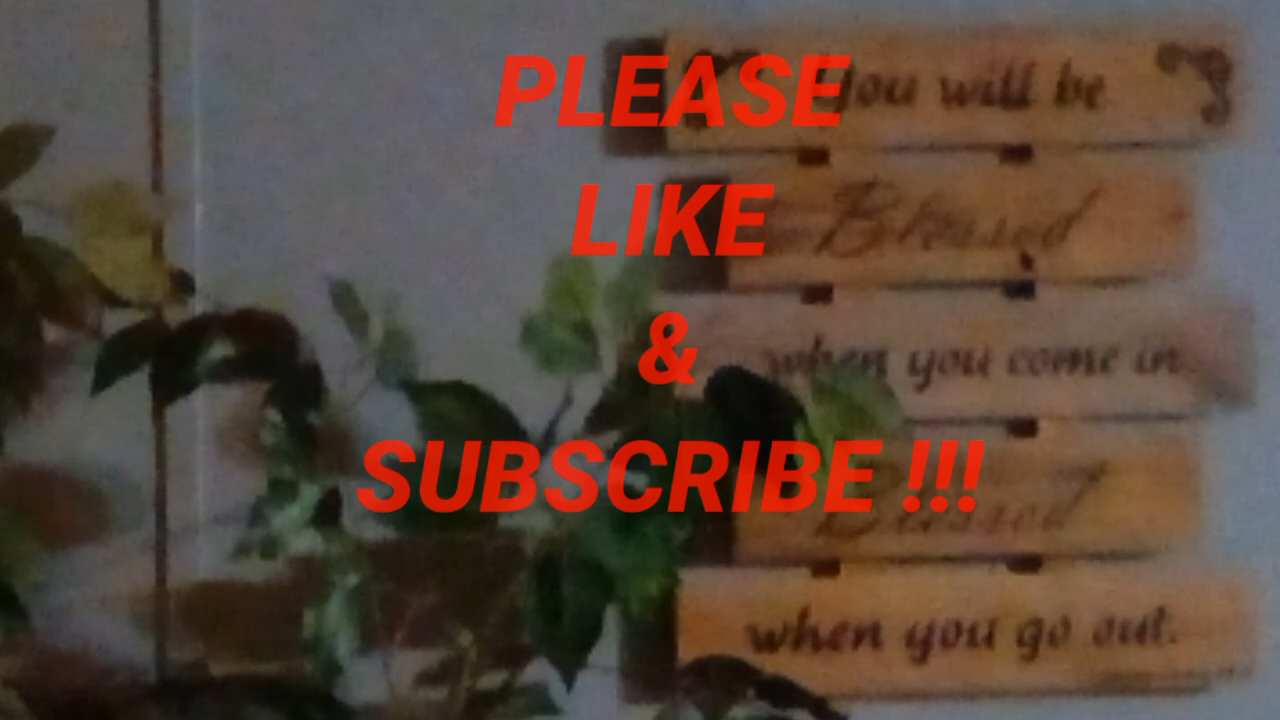 PLEASE
LIKE
&
SUBSCRIBE !!!
You will be
Blessed
when you come in
Blessed
when you go out.